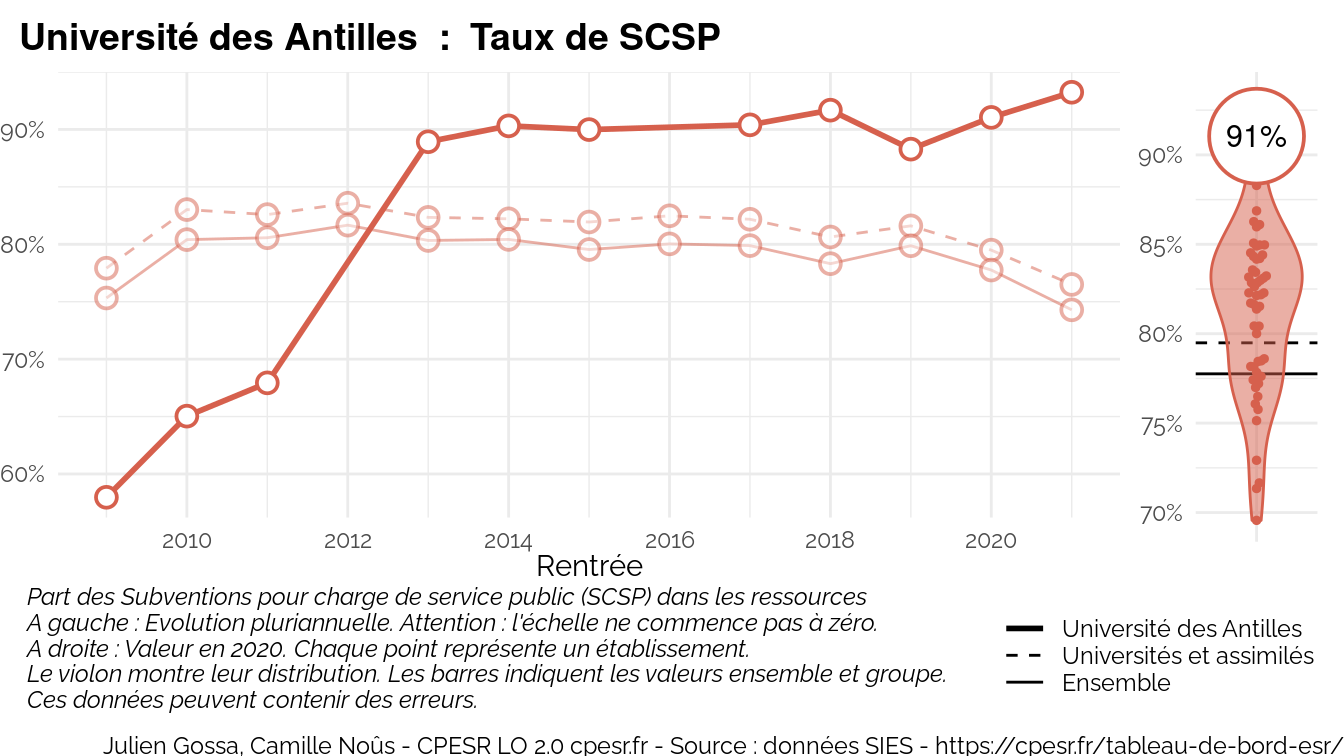 Université des Antilles : Taux de SCSP
90%
80%
70%
60%
2010 2012 2014 2016 2018 2020
Rentrée
91%
90%
85%
80%
75%
70%
Part des Subventions pour charge de service public (SCSP) dans les ressources
A gauche : Evolution pluriannuelle. Attention : l'échelle ne commence pas à zéro.
A droite : Valeur en 2020. Chaque point représente un établissement.
Le violon montre leur distribution. Les barres indiquent les valeurs ensemble et groupe.
Ces données peuvent contenir des erreurs.
Université des Antilles
Universités et assimilés
Ensemble
Julien Gossa, Camille Noûs - CPESR LO 2.0 cpesr.fr - Source : données SIES - https://cpesr.fr/tableau-de-bord-esr/